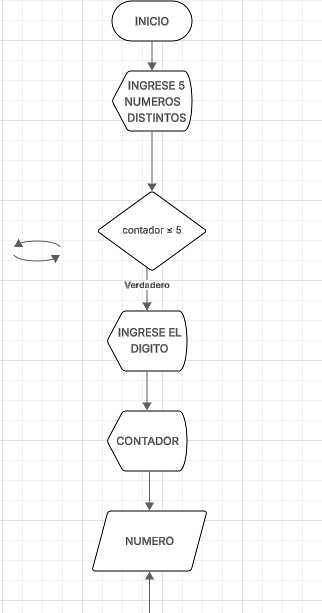 INICIO
INGRESE 5
NUMEROS
DISTINTOS
contador ≤ 5
Verdadero
INGRESE EL
DIGITO
CONTADOR
NUMERO